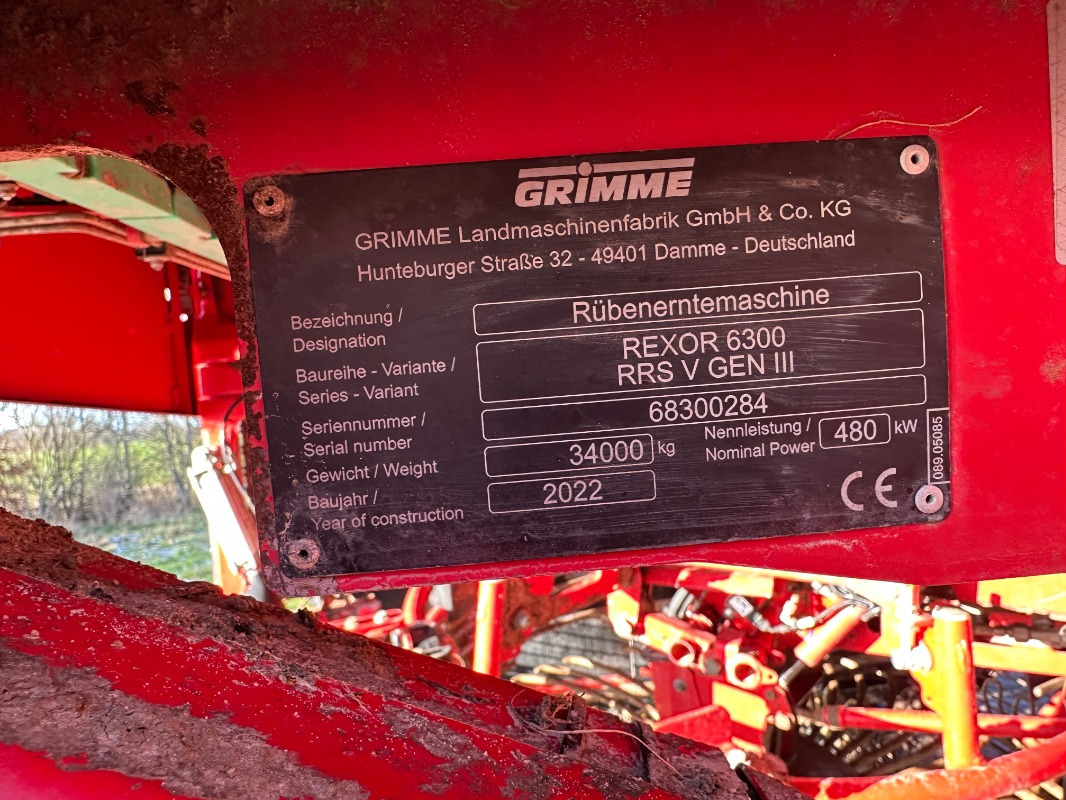 GRIMME
GRIMME Landmaschinenfabrik GmbH & Co. KG
Hunteburger Straße 32 - 49401 Damme - Deutschland
Bezeichnung /
Designation
Rübenerntemaschine
Baureihe - Variante /
Series - Variant
REXOR 6300
RRS V GEN III
Seriennummer /
Serial number
68300284
Gewicht / Weight
34000 kg
Nennleistung /
Nominal Power
480 kW
Baujahr /
Year of construction
2022
CE
089.05085